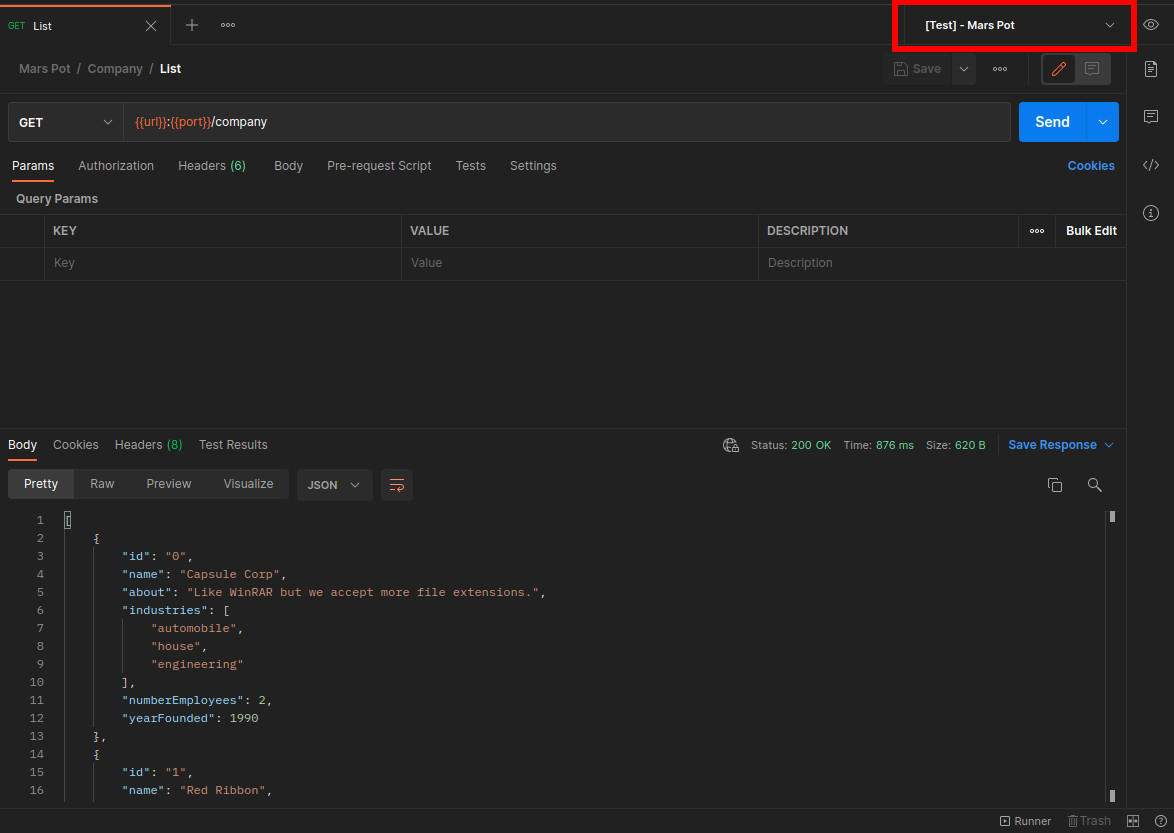 GET List
[Test] - Mars Pot
Mars Pot / Company / List
Save
GET
{{url}}:{{port}}/company
Send
Params Authorization Headers (6) Body Pre-request Script Tests Settings Cookies
Query Params
KEY VALUE DESCRIPTION Bulk Edit
Key Value Description
Body Cookies Headers (8) Test Results Status: 200 OK Time: 876 ms Size: 620 B Save Response
Pretty Raw Preview Visualize JSON
1 [
2 {
3 "id": "0",
4 "name": "Capsule Corp",
5 "about": "Like WinRAR but we accept more file extensions.",
6 "industries": [
7 "automobile",
8 "house",
9 "engineering"
10 ],
11 "numberEmployees": 2,
12 "yearFounded": 1990
13 },
14 {
15 "id": "1",
16 "name": "Red Ribbon",
Runner Trash